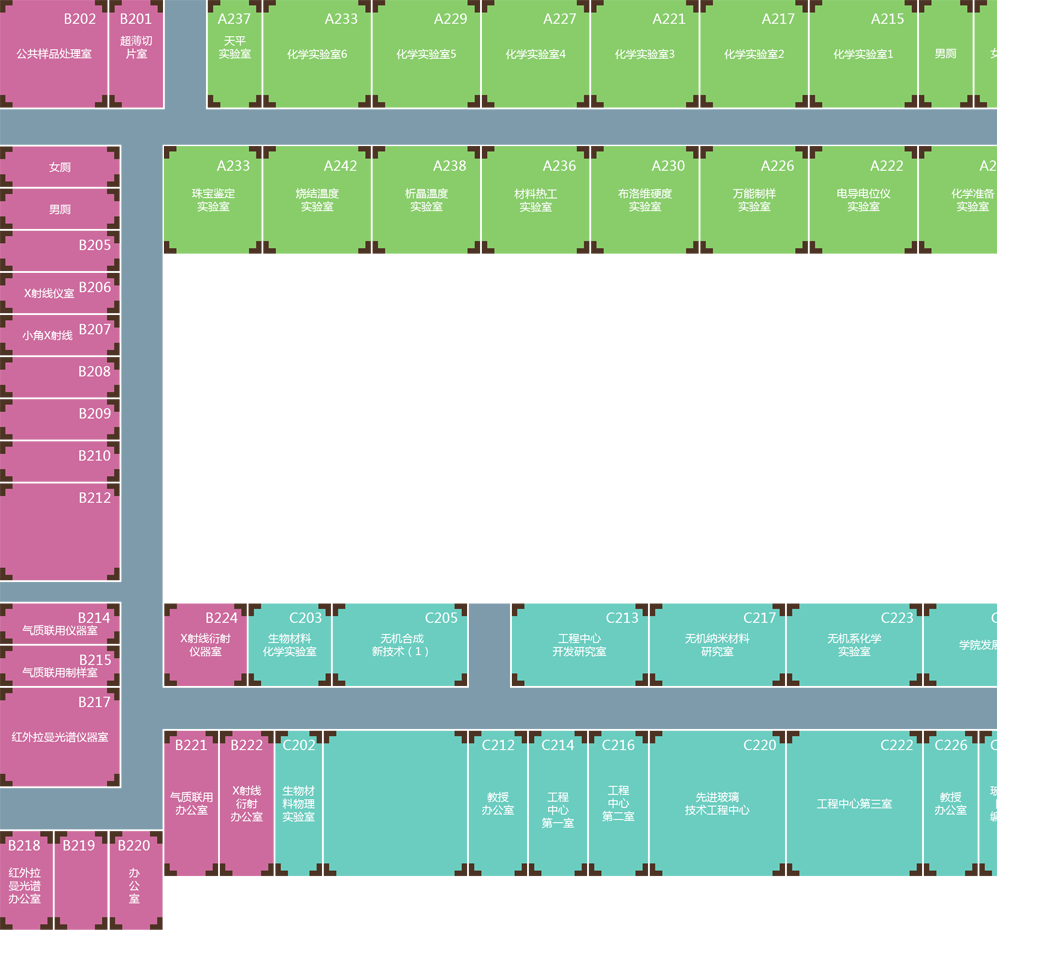 B202
公共样品处理室
B201
超薄切
片室
A237
天平
实验室
A233
化学实验室6
A229
化学实验室5
A227
化学实验室4
A221
化学实验室3
A217
化学实验室2
A215
化学实验室1
男厕
女
女厕
男厕
B205
B206
X射线仪室
B207
小角X射线
B208
B209
B210
B212
A233
珠宝鉴定
实验室
A242
烧结温度
实验室
A238
析晶温度
实验室
A236
材料热工
实验室
A230
布洛维硬度
实验室
A226
万能制样
实验室
A222
电导电位仪
实验室
A2
化学准备
实验室
B214
气质联用仪器室
B215
气质联用制样室
B217
红外拉曼光谱仪器室
B224
X射线衍射
仪器室
C203
生物材料
化学实验室
C205
无机合成
新技术（1）
C213
工程中心
开发研究室
C217
无机纳米材料
研究室
C223
无机系化学
实验室
C
学院发展
B221
气质联用
办公室
B222
X射线
衍射
办公室
C202
生物材
料物理
实验室
C212
教授
办公室
C214
工程
中心
第一室
C216
工程
中心
第二室
C220
先进玻璃
技术工程中心
C222
工程中心第三室
C226
教授
办公室
B218
红外拉
曼光谱
办公室
B219
B220
办
公
室